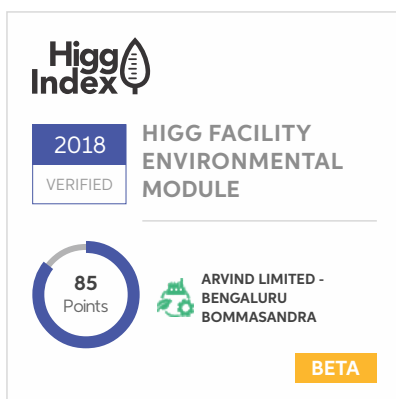 Higg
Index
2018
VERIFIED
HIGG FACILITY
ENVIRONMENTAL
MODULE
85
Points
ARVIND LIMITED -
BENGALURU
BOMMASANDRA
BETA